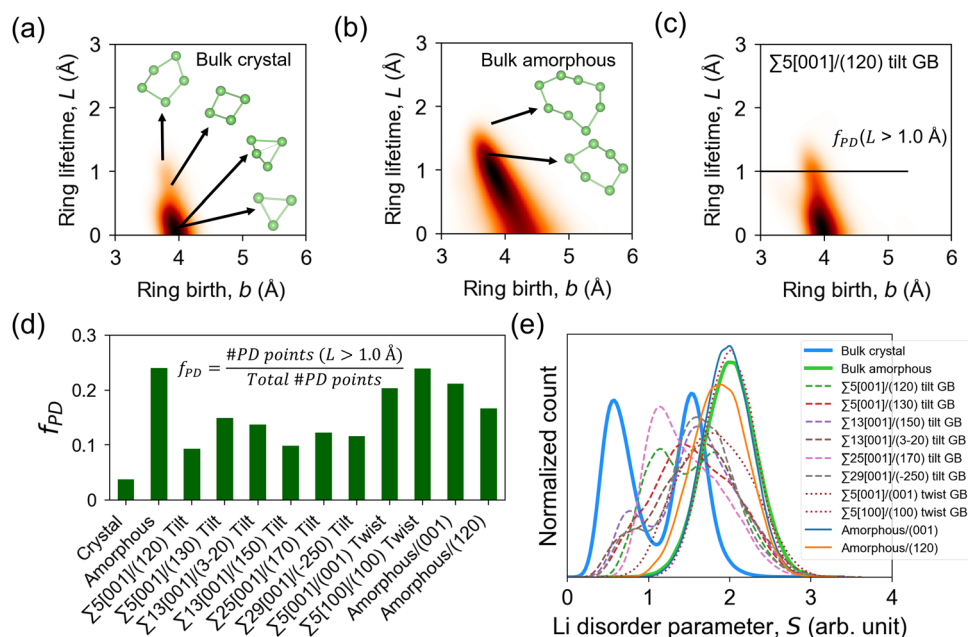 (a)
Bulk crystal
3
2
1
0
Ring lifetime, L (Å)
3 4 5 6
Ring birth, b (Å)
(b)
Bulk amorphous
3
2
1
0
Ring lifetime, L (Å)
3 4 5 6
Ring birth, b (Å)
(c)
∑5[001]/(120) tilt GB
f_PD(L > 1.0 Å)
3
2
1
0
Ring lifetime, L (Å)
3 4 5 6
Ring birth, b (Å)
(d)
0.3
0.2
0.1
0
f_PD
f_PD = #PD points (L > 1.0 Å) / Total #PD points
Crystal
Amorphous
∑5[001]/(120) Tilt
∑5[001]/(130) Tilt
∑13[001]/(3-20) Tilt
∑13[001]/(150) Tilt
∑25[001]/(170) Tilt
∑29[001]/(-250) Tilt
∑5[001]/(001) Twist
∑5[100]/(100) Twist
Amorphous/(001)
Amorphous/(120)
(e)
Normalized count
Bulk crystal
Bulk amorphous
∑5[001]/(120) tilt GB
∑5[001]/(130) tilt GB
∑13[001]/(150) tilt GB
∑13[001]/(3-20) tilt GB
∑25[001]/(170) tilt GB
∑29[001]/(-250) tilt GB
∑5[001]/(001) twist GB
∑5[100]/(100) twist GB
Amorphous/(001)
Amorphous/(120)
0 1 2 3 4
Li disorder parameter, S (arb. unit)